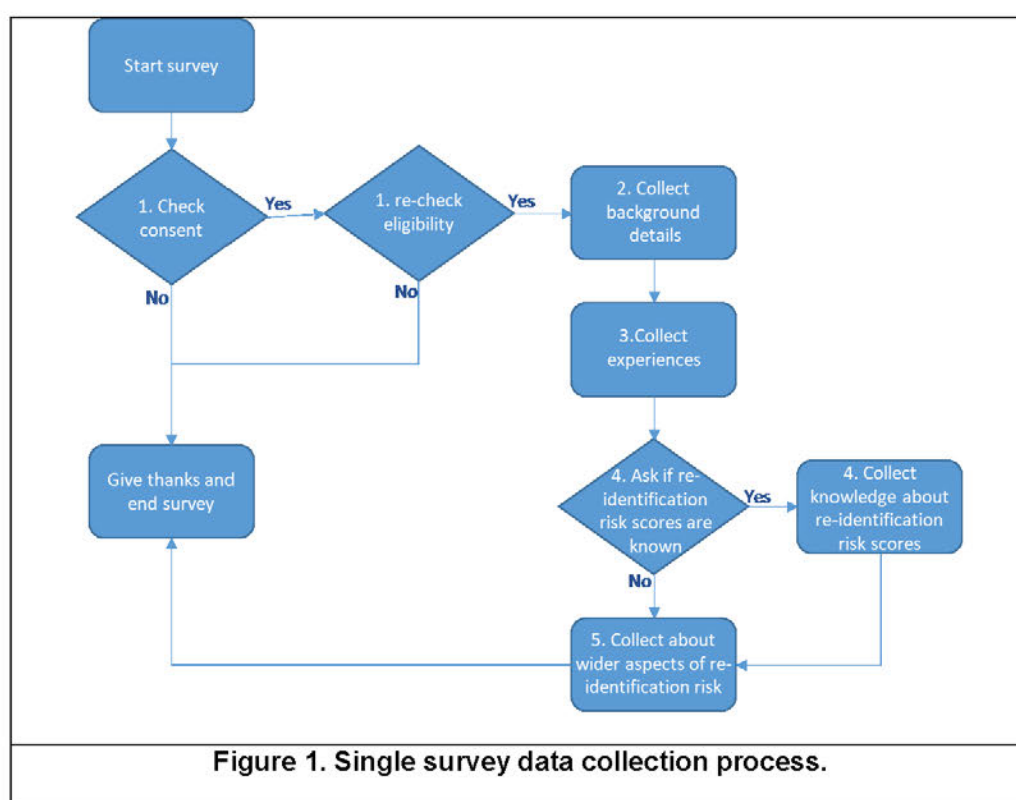 Start survey
1. Check
consent
Yes
No
1. re-check
eligibility
Yes
No
2. Collect
background
details
3.Collect
experiences
4. Ask if re-
identification
risk scores are
known
Yes
No
4. Collect
knowledge about
re-identification
risk scores
5. Collect about
wider aspects of re-
identification risk
Give thanks and
end survey
Figure 1. Single survey data collection process.